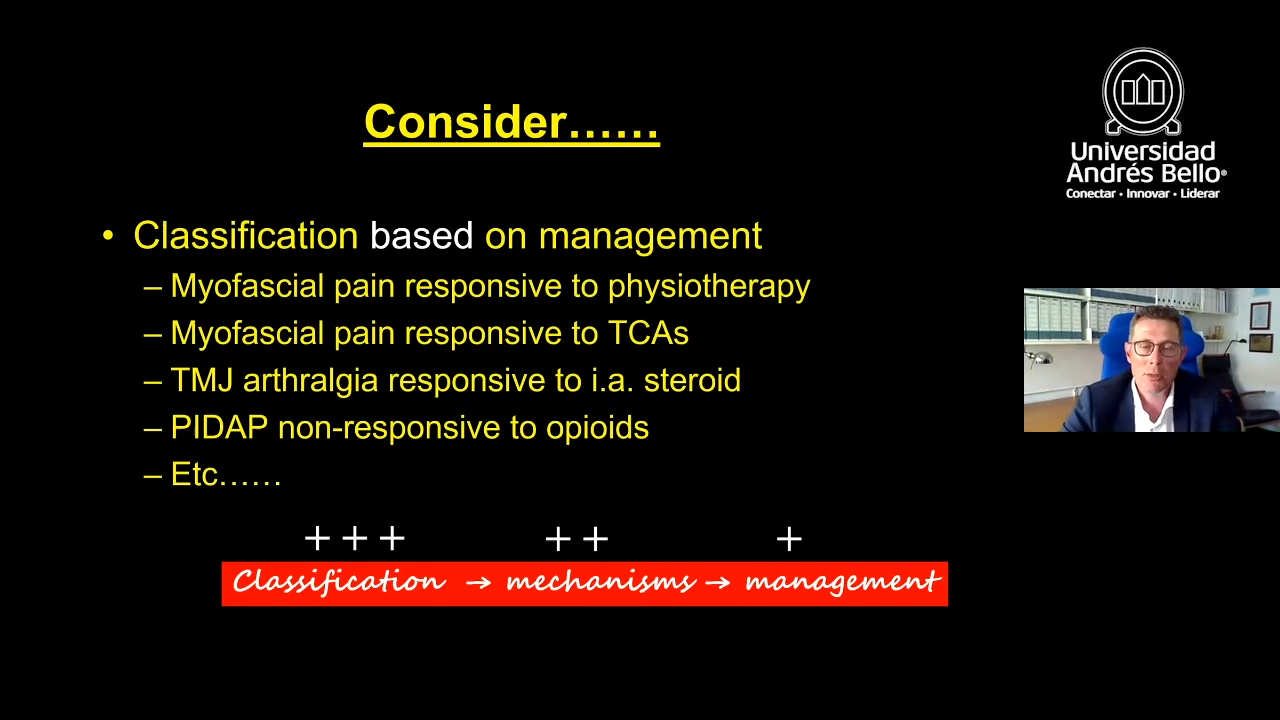 Consider……
• Classification based on management
– Myofascial pain responsive to physiotherapy
– Myofascial pain responsive to TCAs
– TMJ arthralgia responsive to i.a. steroid
– PIDAP non-responsive to opioids
– Etc……
+ + + + + +
Classification → mechanisms → management
Universidad
Andrés Bello®
Conectar • Innovar • Liderar